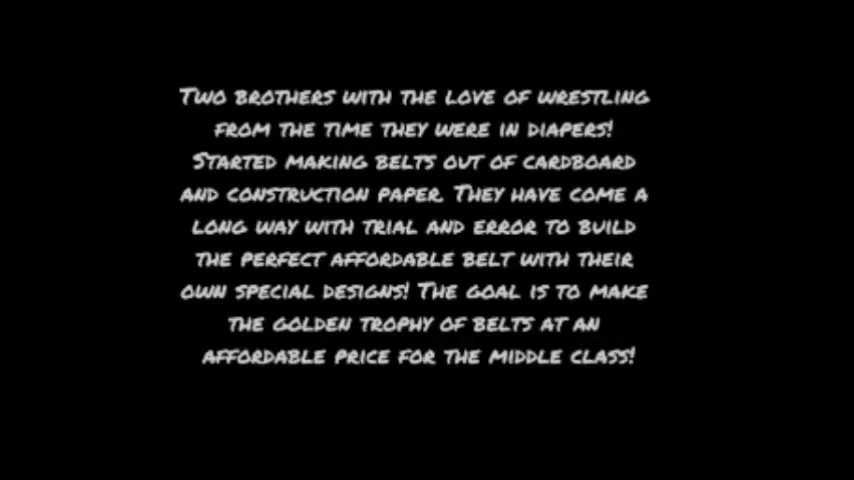 Two brothers with the love of wrestling
from the time they were in diapers!
Started making belts out of cardboard
and construction paper. They have come a
long way with trial and error to build
the perfect affordable belt with their
own special designs! The goal is to make
the golden trophy of belts at an
affordable price for the middle class!